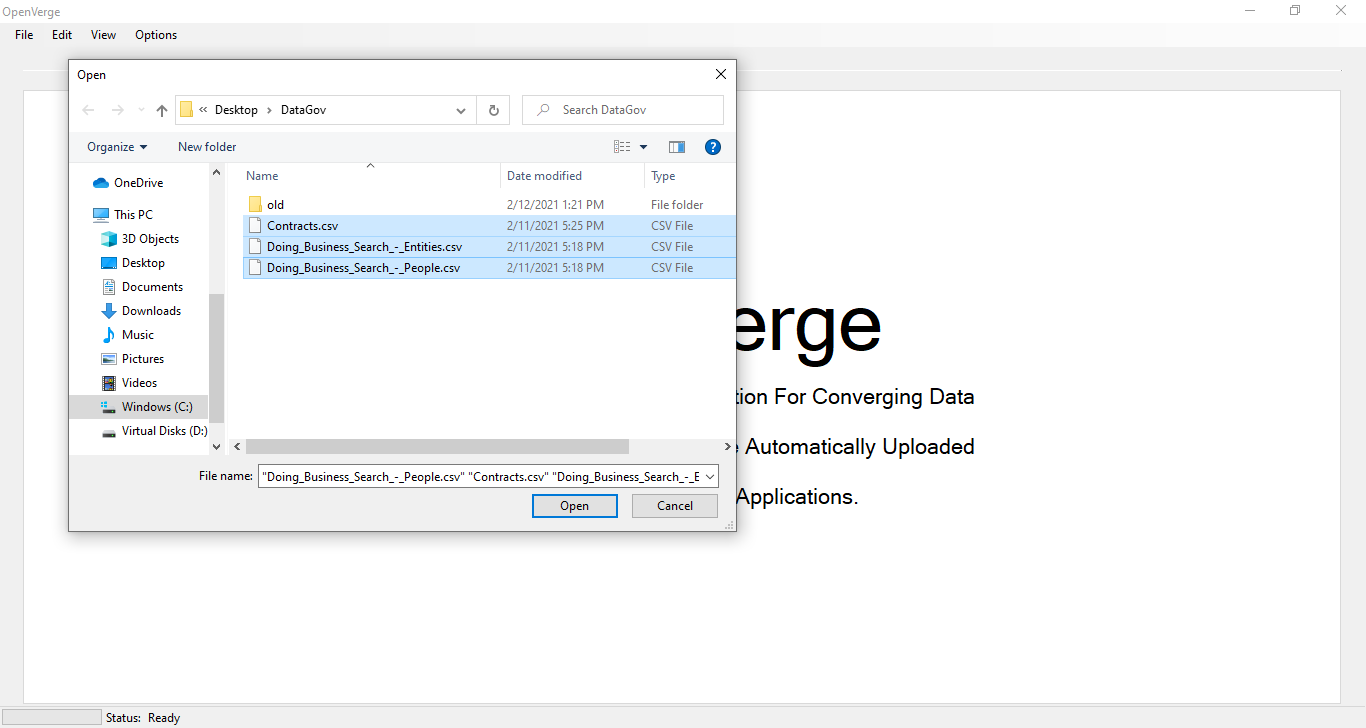 OpenVerge
File Edit View Options
Open
« Desktop › DataGov
Search DataGov
Organize New folder
Name Date modified Type
OneDrive
This PC
3D Objects
Desktop
Documents
Downloads
Music
Pictures
Videos
Windows (C:)
Virtual Disks (D:)
old 2/12/2021 1:21 PM File folder
Contracts.csv 2/11/2021 5:25 PM CSV File
Doing_Business_Search_-_Entities.csv 2/11/2021 5:18 PM CSV File
Doing_Business_Search_-_People.csv 2/11/2021 5:18 PM CSV File
File name: "Doing_Business_Search_-_People.csv" "Contracts.csv" "Doing_Business_Search_-_E
Open Cancel
erge
tion For Converging Data
Automatically Uploaded
Applications.
Status: Ready